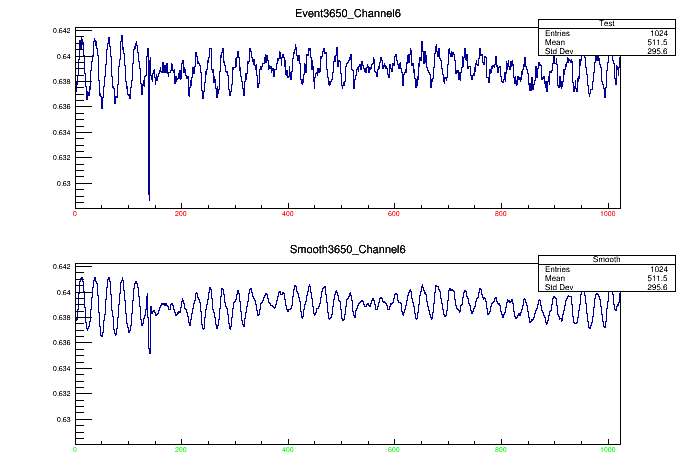 Event3650_Channel6
Test
Entries 1024
Mean 511.5
Std Dev 295.6
0.642
0.64
0.638
0.636
0.634
0.632
0.63
0 200 400 600 800 1000
Smooth3650_Channel6
Smooth
Entries 1024
Mean 511.5
Std Dev 295.6
0.642
0.64
0.638
0.636
0.634
0.632
0.63
0 200 400 600 800 1000